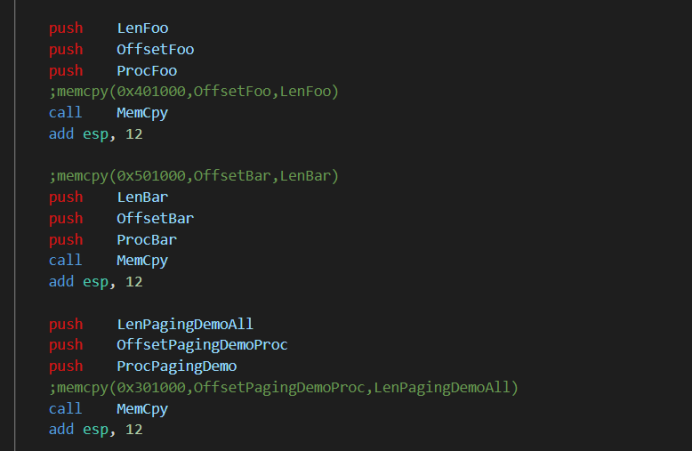 push    LenFoo
push    OffsetFoo
push    ProcFoo
;memcpy(0x401000,OffsetFoo,LenFoo)
call    MemCpy
add esp, 12
;memcpy(0x501000,OffsetBar,LenBar)
push    LenBar
push    OffsetBar
push    ProcBar
call    MemCpy
add esp, 12
push    LenPagingDemoAll
push    OffsetPagingDemoProc
push    ProcPagingDemo
;memcpy(0x301000,OffsetPagingDemoProc,LenPagingDemoAll)
call    MemCpy
add esp, 12